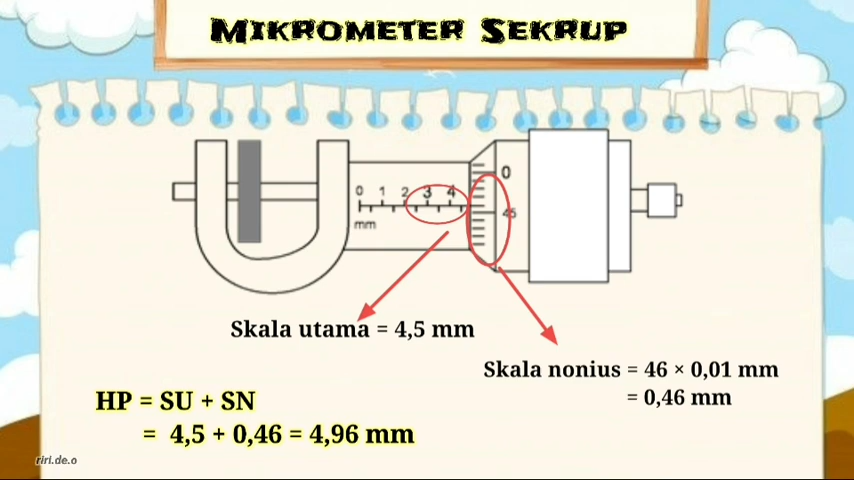 MIKROMETER SEKRUP
0 1 2 3 4
0
45
mm
Skala utama = 4,5 mm
Skala nonius = 46 × 0,01 mm
= 0,46 mm
HP = SU + SN
= 4,5 + 0,46 = 4,96 mm
riri.de.o